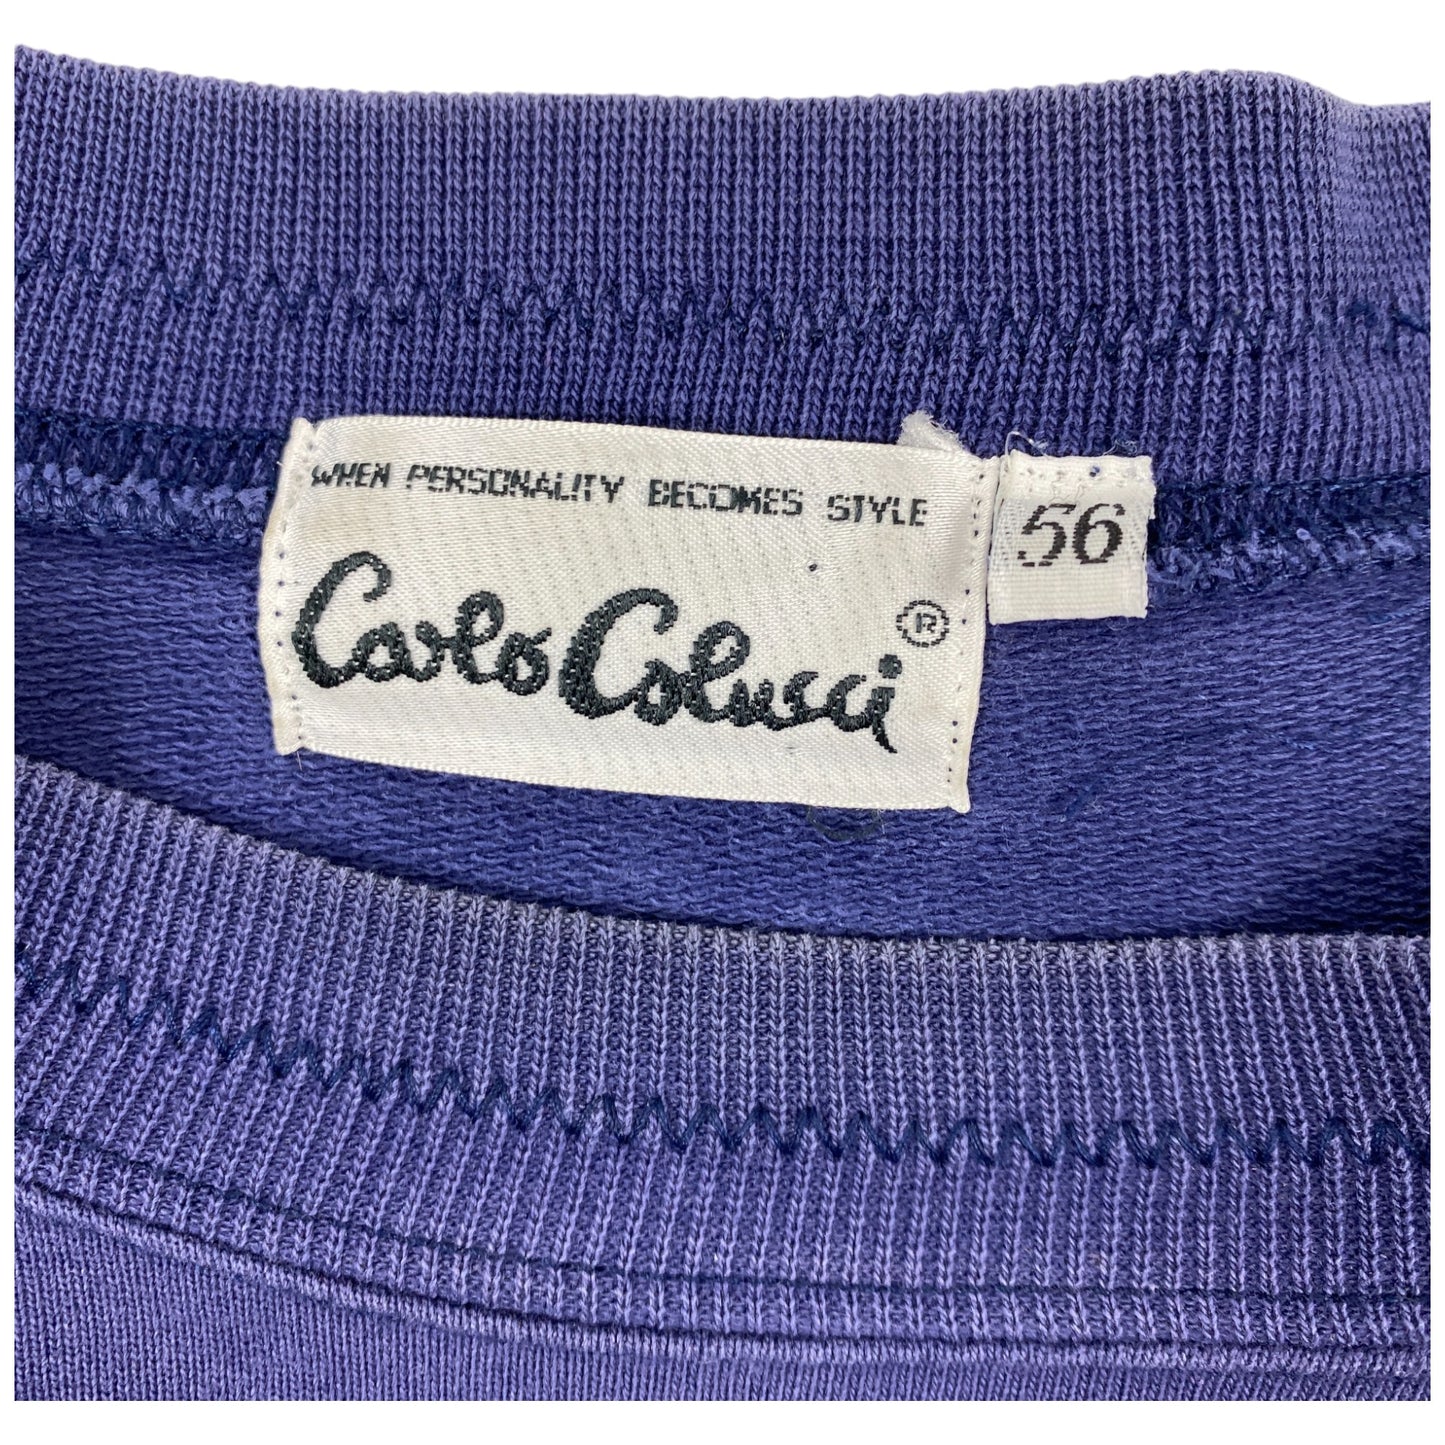 WHEN PERSONALITY BECOMES STYLE
Carlo Colucci ®
56